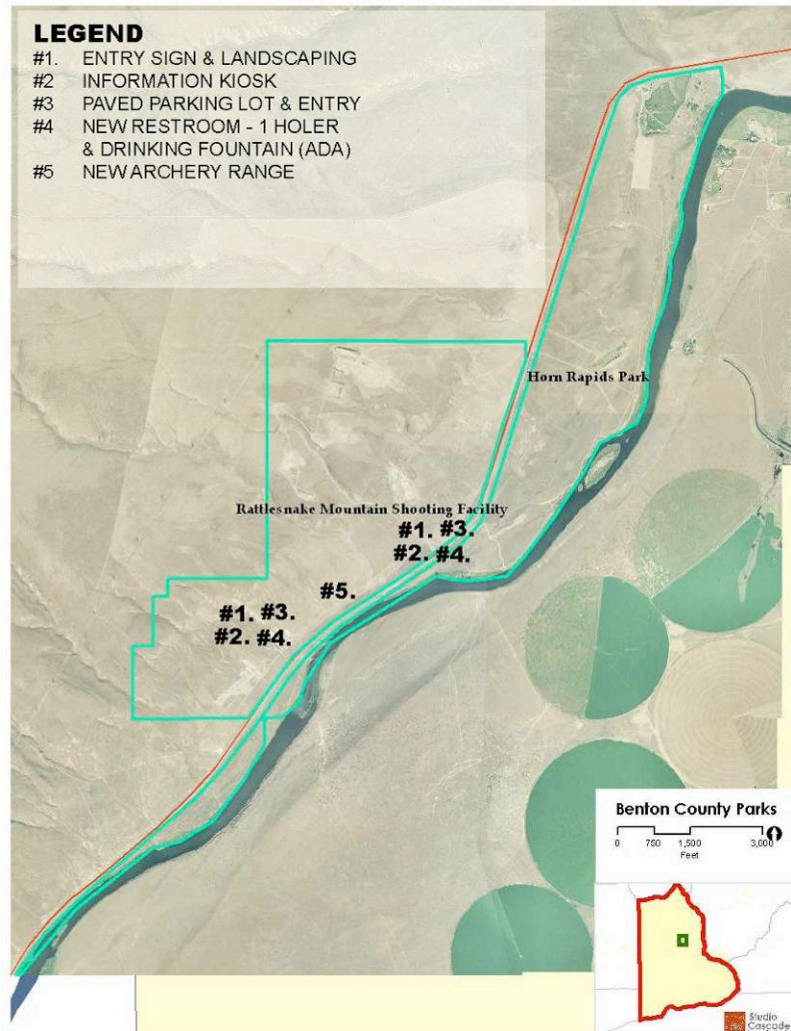 LEGEND
#1. ENTRY SIGN & LANDSCAPING
#2 INFORMATION KIOSK
#3 PAVED PARKING LOT & ENTRY
#4 NEW RESTROOM - 1 HOLER
& DRINKING FOUNTAIN (ADA)
#5 NEW ARCHERY RANGE
Horn Rapids Park
Rattlesnake Mountain Shooting Facility
#1. #3.
#2. #4.
#5.
#1. #3.
#2. #4.
Benton County Parks
0 750 1,500 3,000
Feet
Studio
Cascade